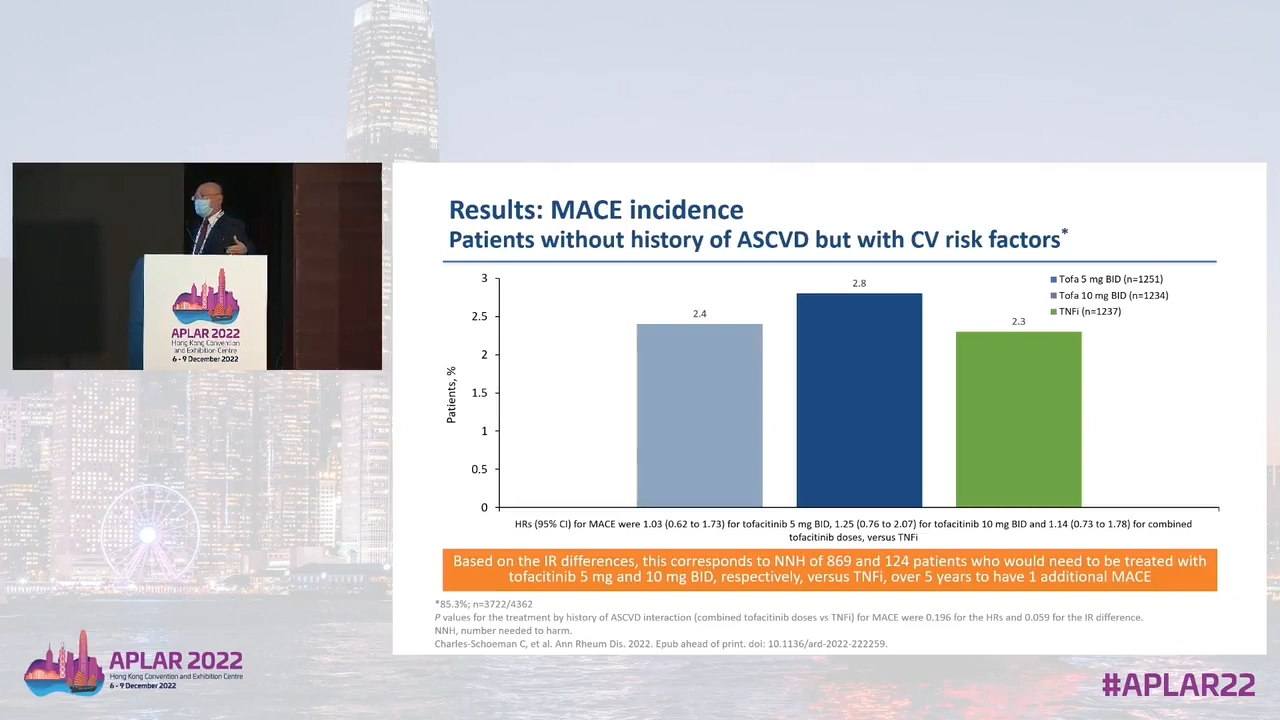 APLAR 2022
Hong Kong Convention
and Exhibition Centre
6 - 9 December 2022
Results: MACE incidence
Patients without history of ASCVD but with CV risk factors*
3
2.5
2
1.5
1
0.5
0
Patients, %
2.4
2.8
2.3
Tofa 5 mg BID (n=1251)
Tofa 10 mg BID (n=1234)
TNFi (n=1237)
HRs (95% CI) for MACE were 1.03 (0.62 to 1.73) for tofacitinib 5 mg BID, 1.25 (0.76 to 2.07) for tofacitinib 10 mg BID and 1.14 (0.73 to 1.78) for combined
tofacitinib doses, versus TNFi
Based on the IR differences, this corresponds to NNH of 869 and 124 patients who would need to be treated with
tofacitinib 5 mg and 10 mg BID, respectively, versus TNFi, over 5 years to have 1 additional MACE
*85.3%; n=3722/4362
P values for the treatment by history of ASCVD interaction (combined tofacitinib doses vs TNFi) for MACE were 0.196 for the HRs and 0.059 for the IR difference.
NNH, number needed to harm.
Charles-Schoeman C, et al. Ann Rheum Dis. 2022. Epub ahead of print. doi: 10.1136/ard-2022-222259.
APLAR 2022
Hong Kong Convention and Exhibition Centre
6 - 9 December 2022
#APLAR22